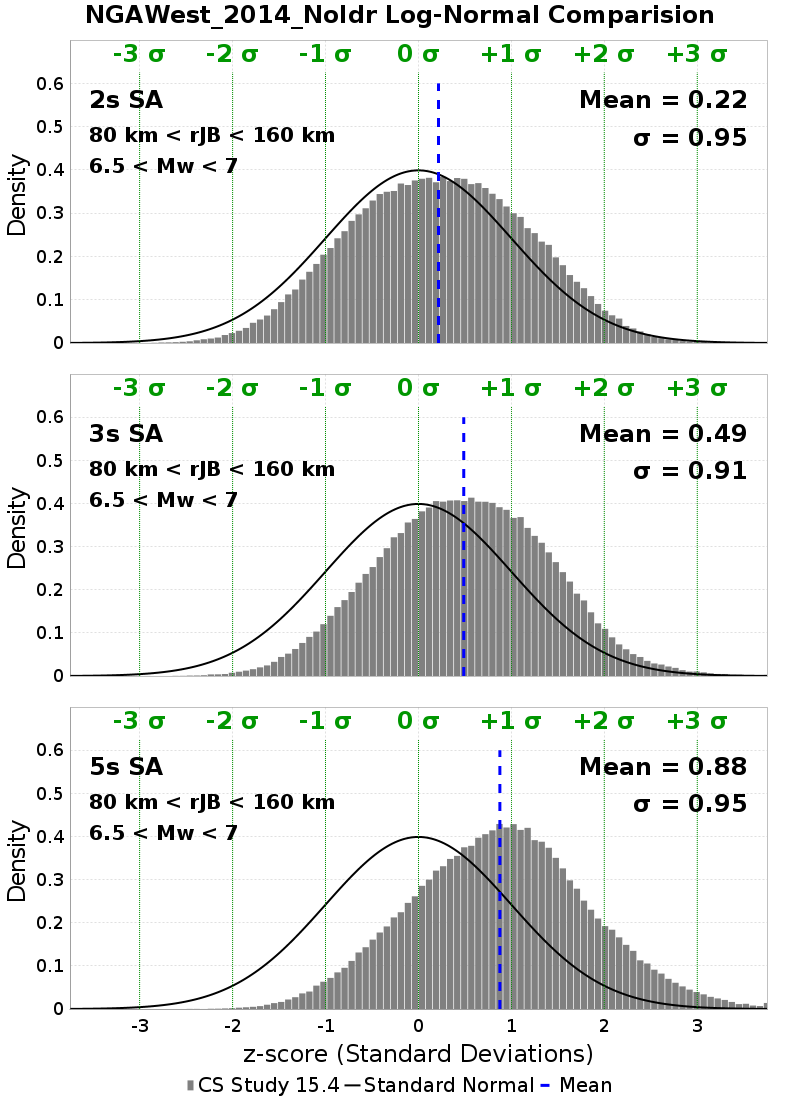 NGAWest_2014_NoIdr Log-Normal Comparision
-3 σ -2 σ -1 σ 0 σ +1 σ +2 σ +3 σ
2s SA
Mean = 0.22
80 km < rJB < 160 km
σ = 0.95
6.5 < Mw < 7
0.6
0.5
0.4
0.3
0.2
0.1
0
Density
-3 σ -2 σ -1 σ 0 σ +1 σ +2 σ +3 σ
3s SA
Mean = 0.49
80 km < rJB < 160 km
σ = 0.91
6.5 < Mw < 7
0.6
0.5
0.4
0.3
0.2
0.1
0
Density
-3 σ -2 σ -1 σ 0 σ +1 σ +2 σ +3 σ
5s SA
Mean = 0.88
80 km < rJB < 160 km
σ = 0.95
6.5 < Mw < 7
0.6
0.5
0.4
0.3
0.2
0.1
0
Density
-3 -2 -1 0 1 2 3
z-score (Standard Deviations)
CS Study 15.4 Standard Normal Mean